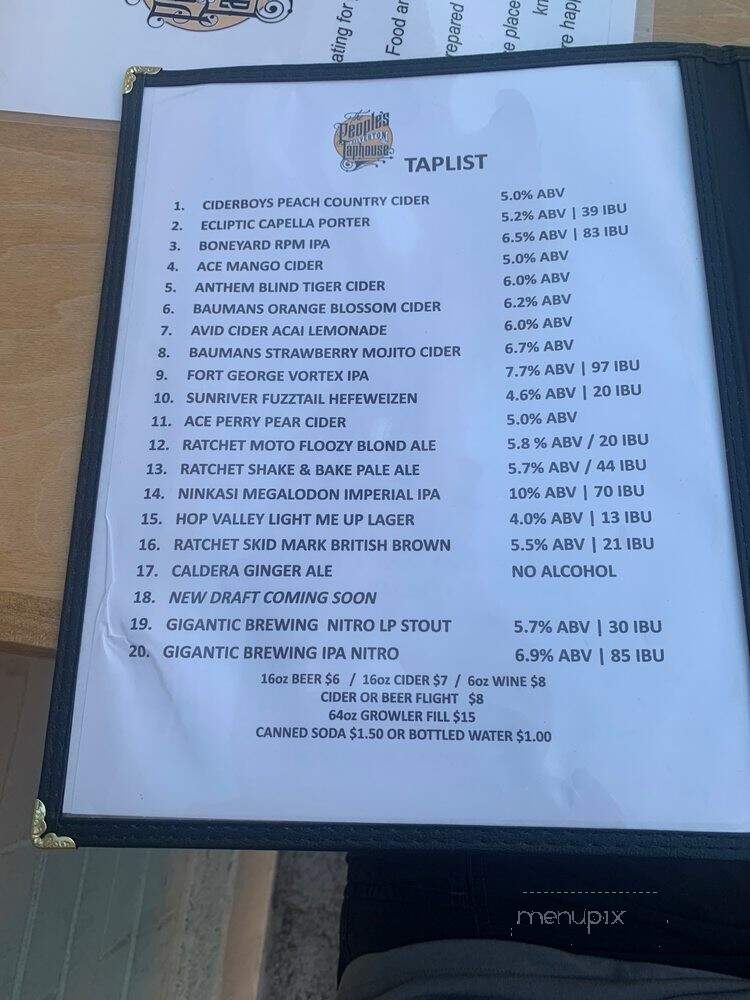 ating for
Food ar
repared
e place
kn
re happ
The
People's
SILVERTON
Taphouse
TAPLIST
1. CIDERBOYS PEACH COUNTRY CIDER 5.0% ABV
2. ECLIPTIC CAPELLA PORTER 5.2% ABV | 39 IBU
3. BONEYARD RPM IPA 6.5% ABV | 83 IBU
4. ACE MANGO CIDER 5.0% ABV
5. ANTHEM BLIND TIGER CIDER 6.0% ABV
6. BAUMANS ORANGE BLOSSOM CIDER 6.2% ABV
7. AVID CIDER ACAI LEMONADE 6.0% ABV
8. BAUMANS STRAWBERRY MOJITO CIDER 6.7% ABV
9. FORT GEORGE VORTEX IPA 7.7% ABV | 97 IBU
10. SUNRIVER FUZZTAIL HEFEWEIZEN 4.6% ABV | 20 IBU
11. ACE PERRY PEAR CIDER 5.0% ABV
12. RATCHET MOTO FLOOZY BLOND ALE 5.8 % ABV / 20 IBU
13. RATCHET SHAKE & BAKE PALE ALE 5.7% ABV / 44 IBU
14. NINKASI MEGALODON IMPERIAL IPA 10% ABV | 70 IBU
15. HOP VALLEY LIGHT ME UP LAGER 4.0% ABV | 13 IBU
16. RATCHET SKID MARK BRITISH BROWN 5.5% ABV | 21 IBU
17. CALDERA GINGER ALE NO ALCOHOL
18. NEW DRAFT COMING SOON
19. GIGANTIC BREWING NITRO LP STOUT 5.7% ABV | 30 IBU
20. GIGANTIC BREWING IPA NITRO 6.9% ABV | 85 IBU
16oz BEER $6 / 16oz CIDER $7 / 6oz WINE $8
CIDER OR BEER FLIGHT $8
64oz GROWLER FILL $15
CANNED SODA $1.50 OR BOTTLED WATER $1.00
menupix